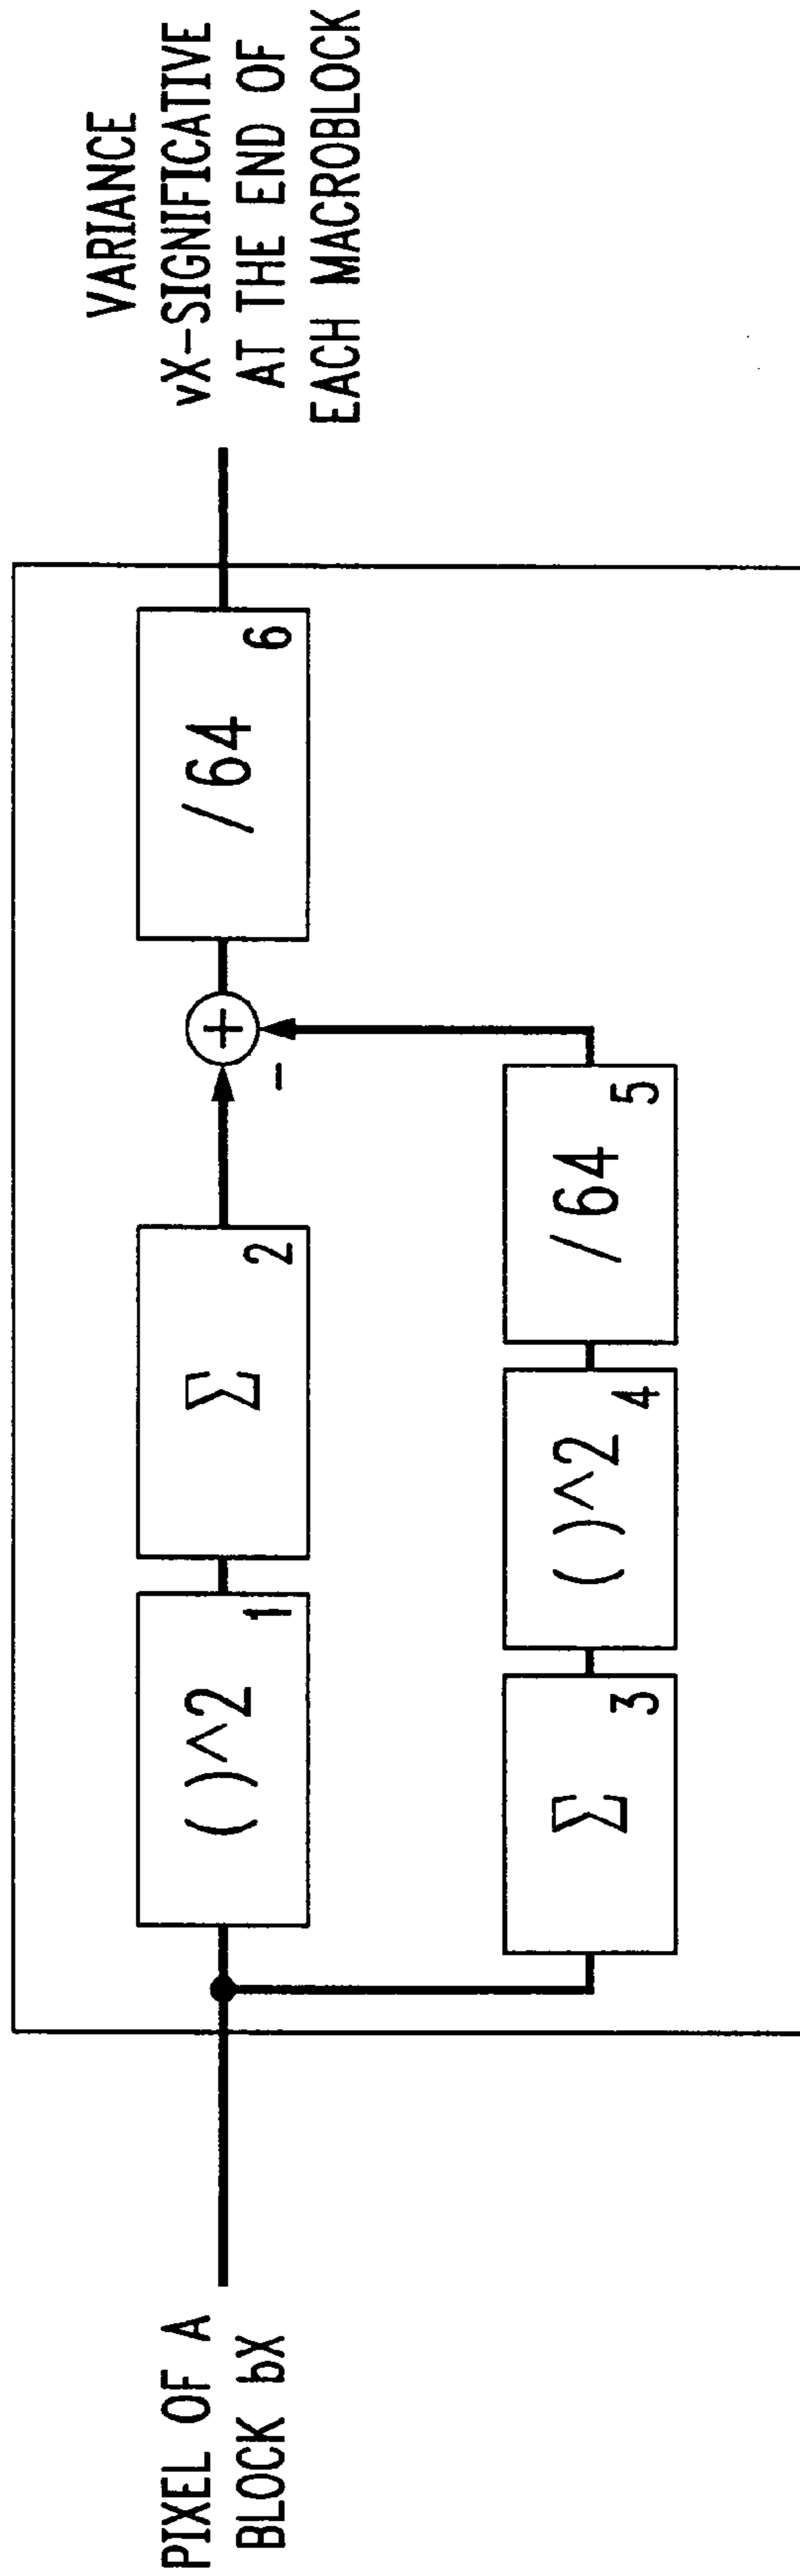 PIXEL OF A
BLOCK bX
( )^2
1
Σ
2
+
-
/64
6
Σ
3
( )^2
4
/64
5
VARIANCE
vX-SIGNIFICATIVE
AT THE END OF
EACH MACROBLOCK